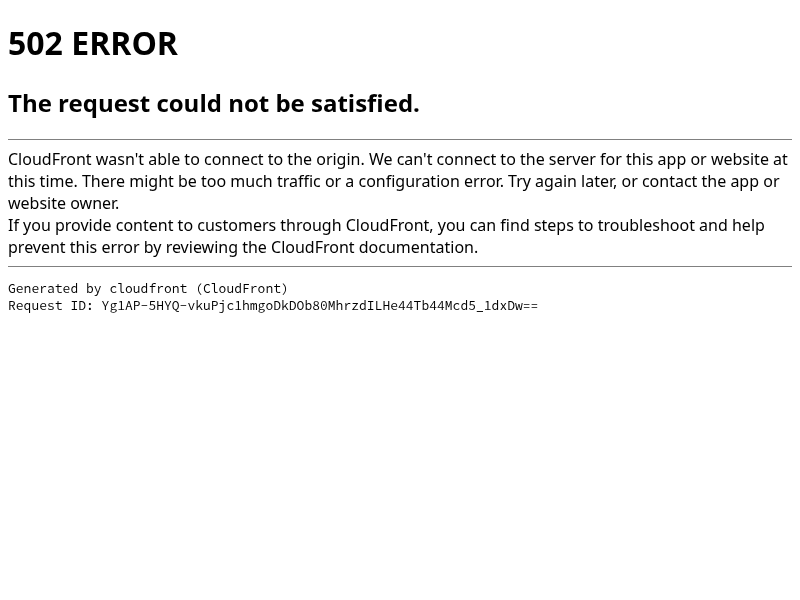 502 ERROR
The request could not be satisfied.
CloudFront wasn't able to connect to the origin. We can't connect to the server for this app or website at
this time. There might be too much traffic or a configuration error. Try again later, or contact the app or
website owner.
If you provide content to customers through CloudFront, you can find steps to troubleshoot and help
prevent this error by reviewing the CloudFront documentation.
Generated by cloudfront (CloudFront)
Request ID: Yg1AP-5HYQ-vkuPjc1hmgoDkDOb80MhrzdILHe44Tb44Mcd5_1dxDw==